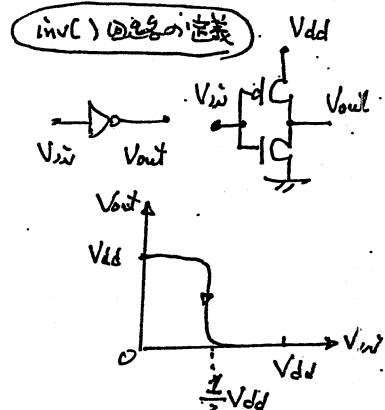 inv( ) 回路の定義
Vdd
Vin
Vout
Vin
Vout
Vout
Vdd
0
Vin
Vdd
1/2 Vdd